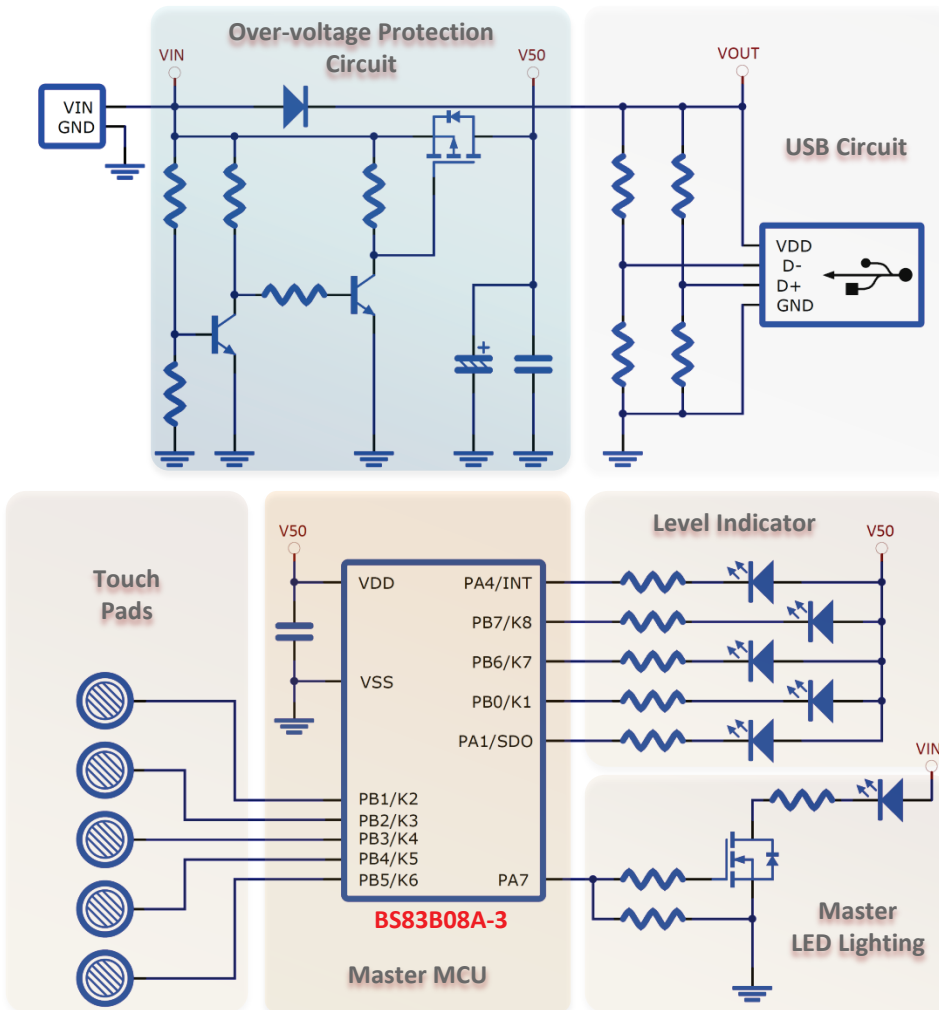 Over-voltage Protection
Circuit
VIN
V50
VOUT
VIN
GND
USB Circuit
VDD
D-
D+
GND
+
Touch
Pads
V50
VDD
VSS
PB1/K2
PB2/K3
PB3/K4
PB4/K5
PB5/K6
PA4/INT
PB7/K8
PB6/K7
PB0/K1
PA1/SDO
PA7
BS83B08A-3
Master MCU
Level Indicator
V50
VIN
Master
LED Lighting